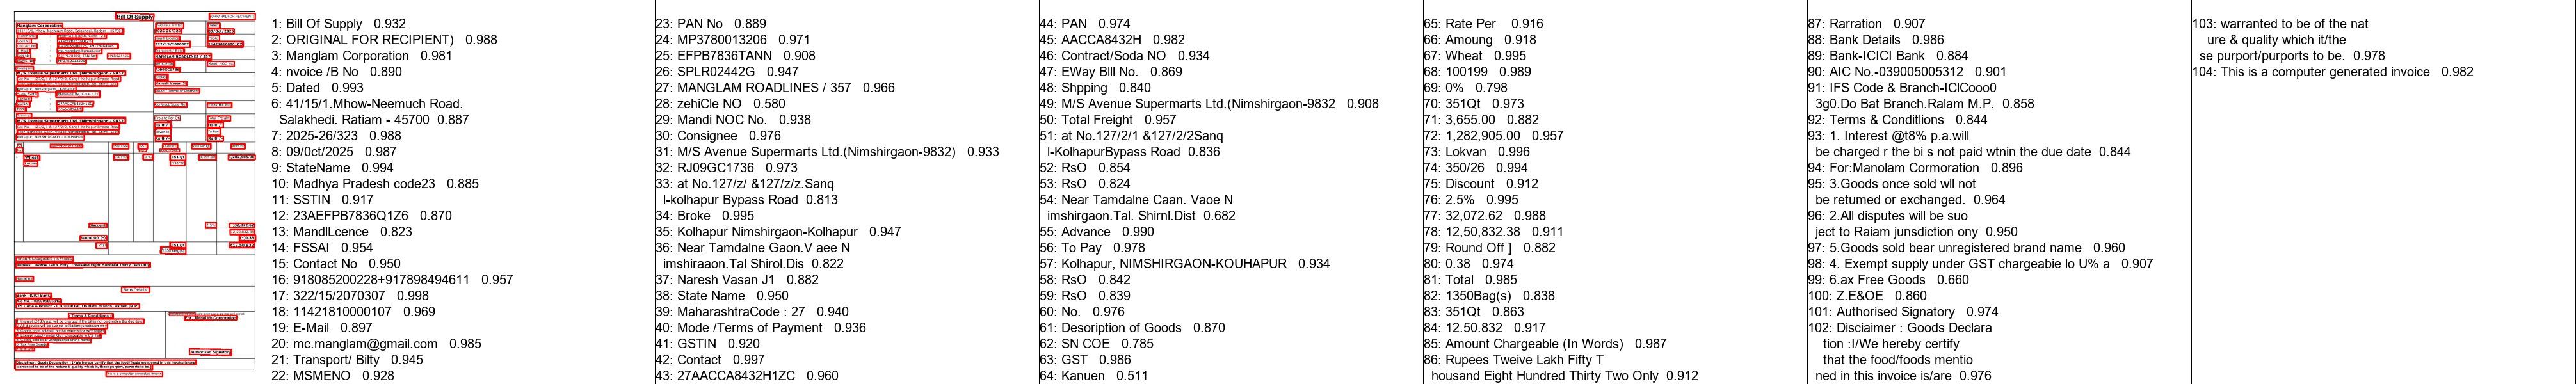 1: Bill Of Supply 0.932
2: ORIGINAL FOR RECIPIENT) 0.988
3: Manglam Corporation 0.981
4: nvoice /B No 0.890
5: Dated 0.993
6: 41/15/1.Mhow-Neemuch Road.
Salakhedi. Ratiam - 45700 0.887
7: 2025-26/323 0.988
8: 09/0ct/2025 0.987
9: StateName 0.994
10: Madhya Pradesh code23 0.885
11: SSTIN 0.917
12: 23AEFPB7836Q1Z6 0.870
13: MandlLcence 0.823
14: FSSAI 0.954
15: Contact No 0.950
16: 918085200228+917898494611 0.957
17: 322/15/2070307 0.998
18: 11421810000107 0.969
19: E-Mail 0.897
20: mc.manglam@gmail.com 0.985
21: Transport/ Bilty 0.945
22: MSMENO 0.928
23: PAN No 0.889
24: MP3780013206 0.971
25: EFPB7836TANN 0.908
26: SPLR02442G 0.947
27: MANGLAM ROADLINES / 357 0.966
28: zehiCle NO 0.580
29: Mandi NOC No. 0.938
30: Consignee 0.976
31: M/S Avenue Supermarts Ltd.(Nimshirgaon-9832) 0.933
32: RJ09GC1736 0.973
33: at No.127/z/ &127/z/z.Sanq
l-kolhapur Bypass Road 0.813
34: Broke 0.995
35: Kolhapur Nimshirgaon-Kolhapur 0.947
36: Near Tamdalne Gaon.V aee N
imshiraaon.Tal Shirol.Dis 0.822
37: Naresh Vasan J1 0.882
38: State Name 0.950
39: MaharashtraCode : 27 0.940
40: Mode /Terms of Payment 0.936
41: GSTIN 0.920
42: Contact 0.997
43: 27AACCA8432H1ZC 0.960
44: PAN 0.974
45: AACCA8432H 0.982
46: Contract/Soda NO 0.934
47: EWay Blll No. 0.869
48: Shpping 0.840
49: M/S Avenue Supermarts Ltd.(Nimshirgaon-9832 0.908
50: Total Freight 0.957
51: at No.127/2/1 &127/2/2Sanq
l-KolhapurBypass Road 0.836
52: RsO 0.854
53: RsO 0.824
54: Near Tamdalne Caan. Vaoe N
imshirgaon.Tal. Shirnl.Dist 0.682
55: Advance 0.990
56: To Pay 0.978
57: Kolhapur, NIMSHIRGAON-KOUHAPUR 0.934
58: RsO 0.842
59: RsO 0.839
60: No. 0.976
61: Desoription of Goods 0.870
62: SN COE 0.785
63: GST 0.986
64: Kanuen 0.511
65: Rate Per 0.916
66: Amoung 0.918
67: Wheat 0.995
68: 100199 0.989
69: 0% 0.798
70: 351Qt 0.973
71: 3,655.00 0.882
72: 1,282,905.00 0.957
73: Lokvan 0.996
74: 350/26 0.994
75: Discount 0.912
76: 2.5% 0.995
77: 32,072.62 0.988
78: 12,50,832.38 0.911
79: Round Off ] 0.882
80: 0.38 0.974
81: Total 0.985
82: 1350Bag(s) 0.838
83: 351Qt 0.863
84: 12.50.832 0.917
85: Amount Chargeable (In Words) 0.987
86: Rupees Tweive Lakh Fifty T
housand Eight Hundred Thirty Two Only 0.912
87: Rarration 0.907
88: Bank Details 0.986
89: Bank-ICICI Bank 0.884
90: AIC No.-039005005312 0.901
91: IFS Code & Branch-IClCooo0
3g0.Do Bat Branch.Ralam M.P. 0.858
92: Terms & Conditlions 0.844
93: 1. Interest @t8% p.a.will
be charged r the bi s not paid wtnin the due date 0.844
94: For:Manolam Cormoration 0.896
95: 3.Goods once sold wll not
be returned or exchanged. 0.964
96: 2.All disputes will be suo
ject to Raiam jurisdiction ony 0.950
97: 5.Goods sold bear unregistered brand name 0.960
98: 4. Exempt supply under GST chargeabie lo U% a 0.907
99: 6.ax Free Goods 0.660
100: Z.E&OE 0.860
101: Authorised Signatory 0.974
102: Disciaimer : Goods Declara
tion :I/We hereby certify
that the food/foods mentio
ned in this invoice is/are 0.976
103: warranted to be of the nat
ure & quality which it/the
se purport/purports to be. 0.978
104: This is a computer generated invoice 0.982